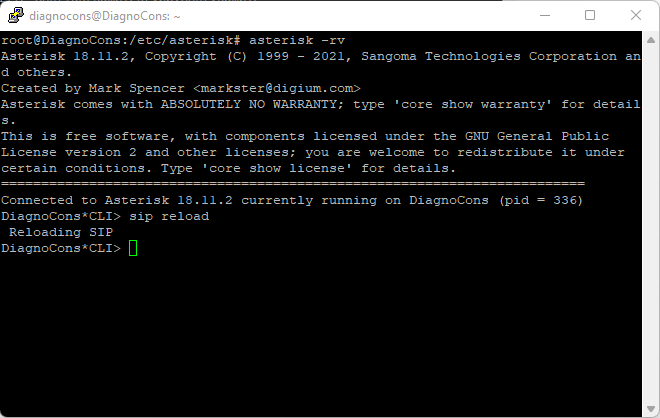 diagnocons@DiagnoCons: ~
root@DiagnoCons:/etc/asterisk# asterisk -rv
Asterisk 18.11.2, Copyright (C) 1999 - 2021, Sangoma Technologies Corporation an
d others.
Created by Mark Spencer <markster@digium.com>
Asterisk comes with ABSOLUTELY NO WARRANTY; type 'core show warranty' for detail
s.
This is free software, with components licensed under the GNU General Public
License version 2 and other licenses; you are welcome to redistribute it under
certain conditions. Type 'core show license' for details.
=========================================================================
Connected to Asterisk 18.11.2 currently running on DiagnoCons (pid = 336)
DiagnoCons*CLI> sip reload
 Reloading SIP
DiagnoCons*CLI>